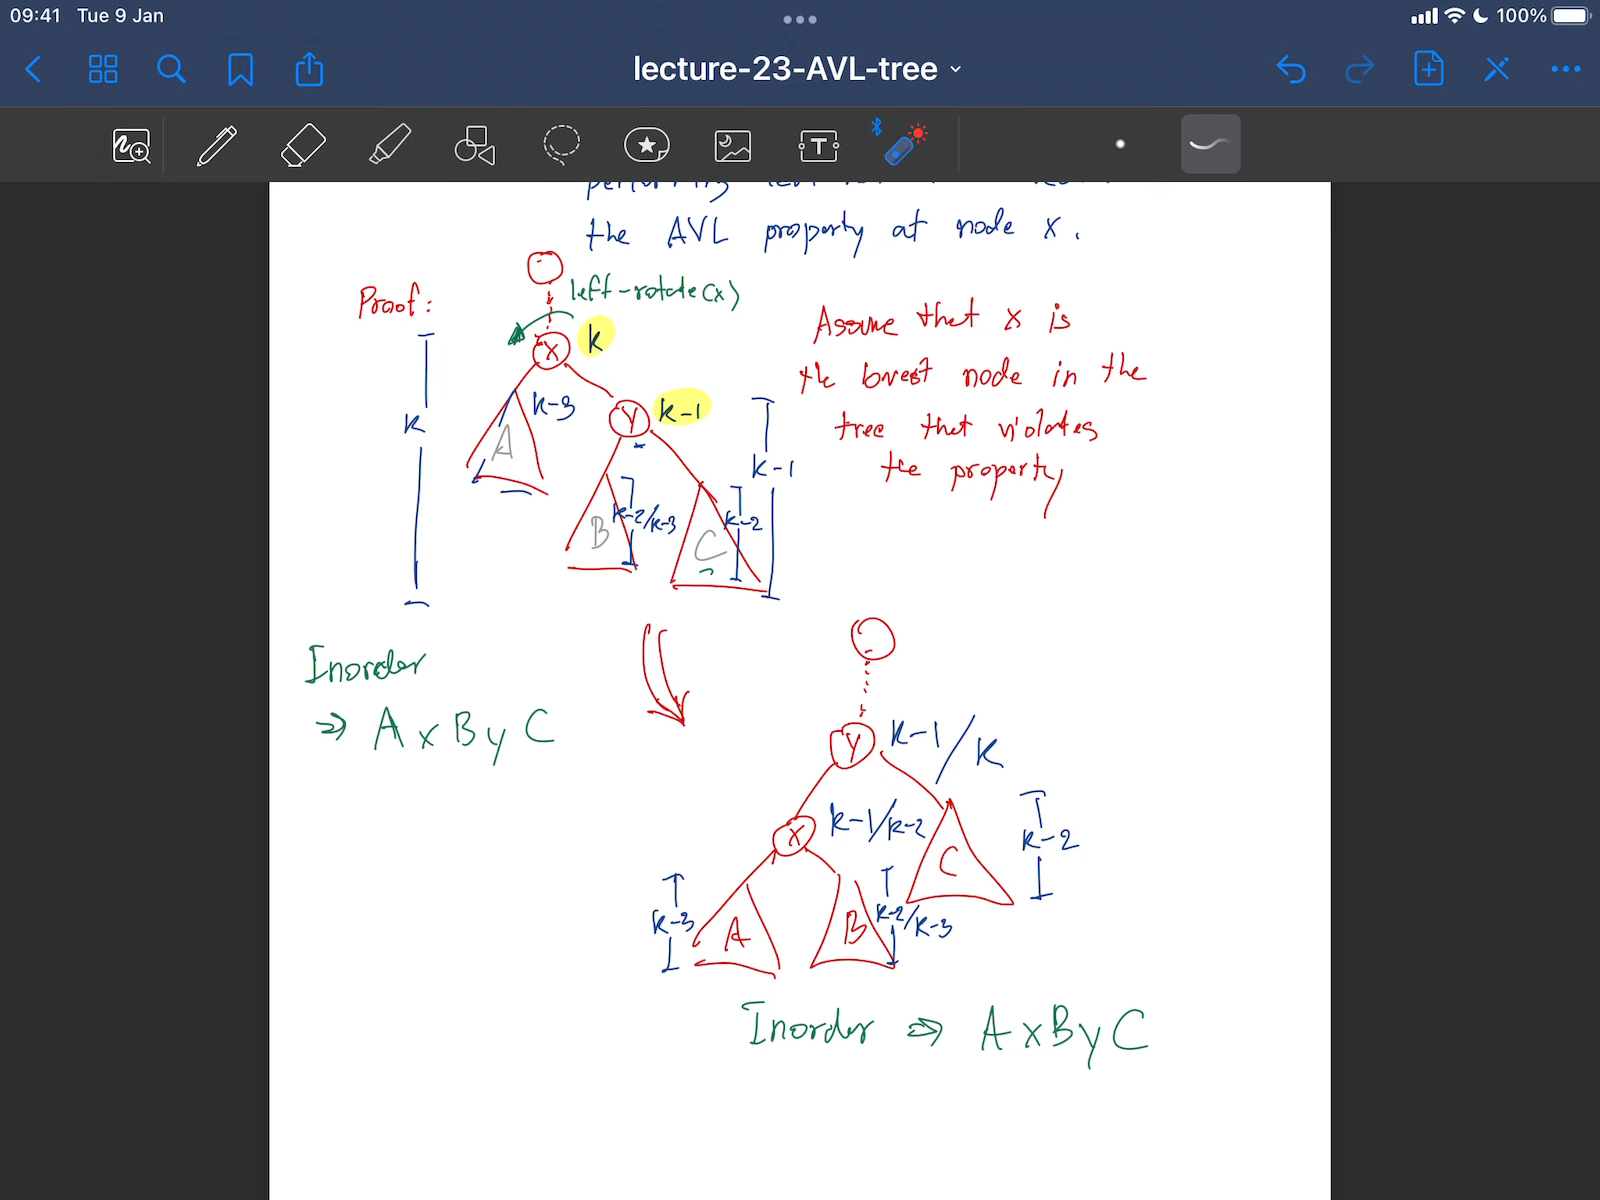 09:41 Tue 9 Jan
100%
lecture-23-AVL-tree
T
the AVL property at node x.
Proof:
left-rotate(x)
Assume that x is
the lowest node in the
tree that violates
the property
x k
k-3
y k-1
k
A
k-1
B k-2/k-3
C k-2
Inorder
⇒ A x B y C
y k-1/k
x k-1/k-2
C k-2
k-3 A
B k-2/k-3
Inorder ⇒ A x B y C